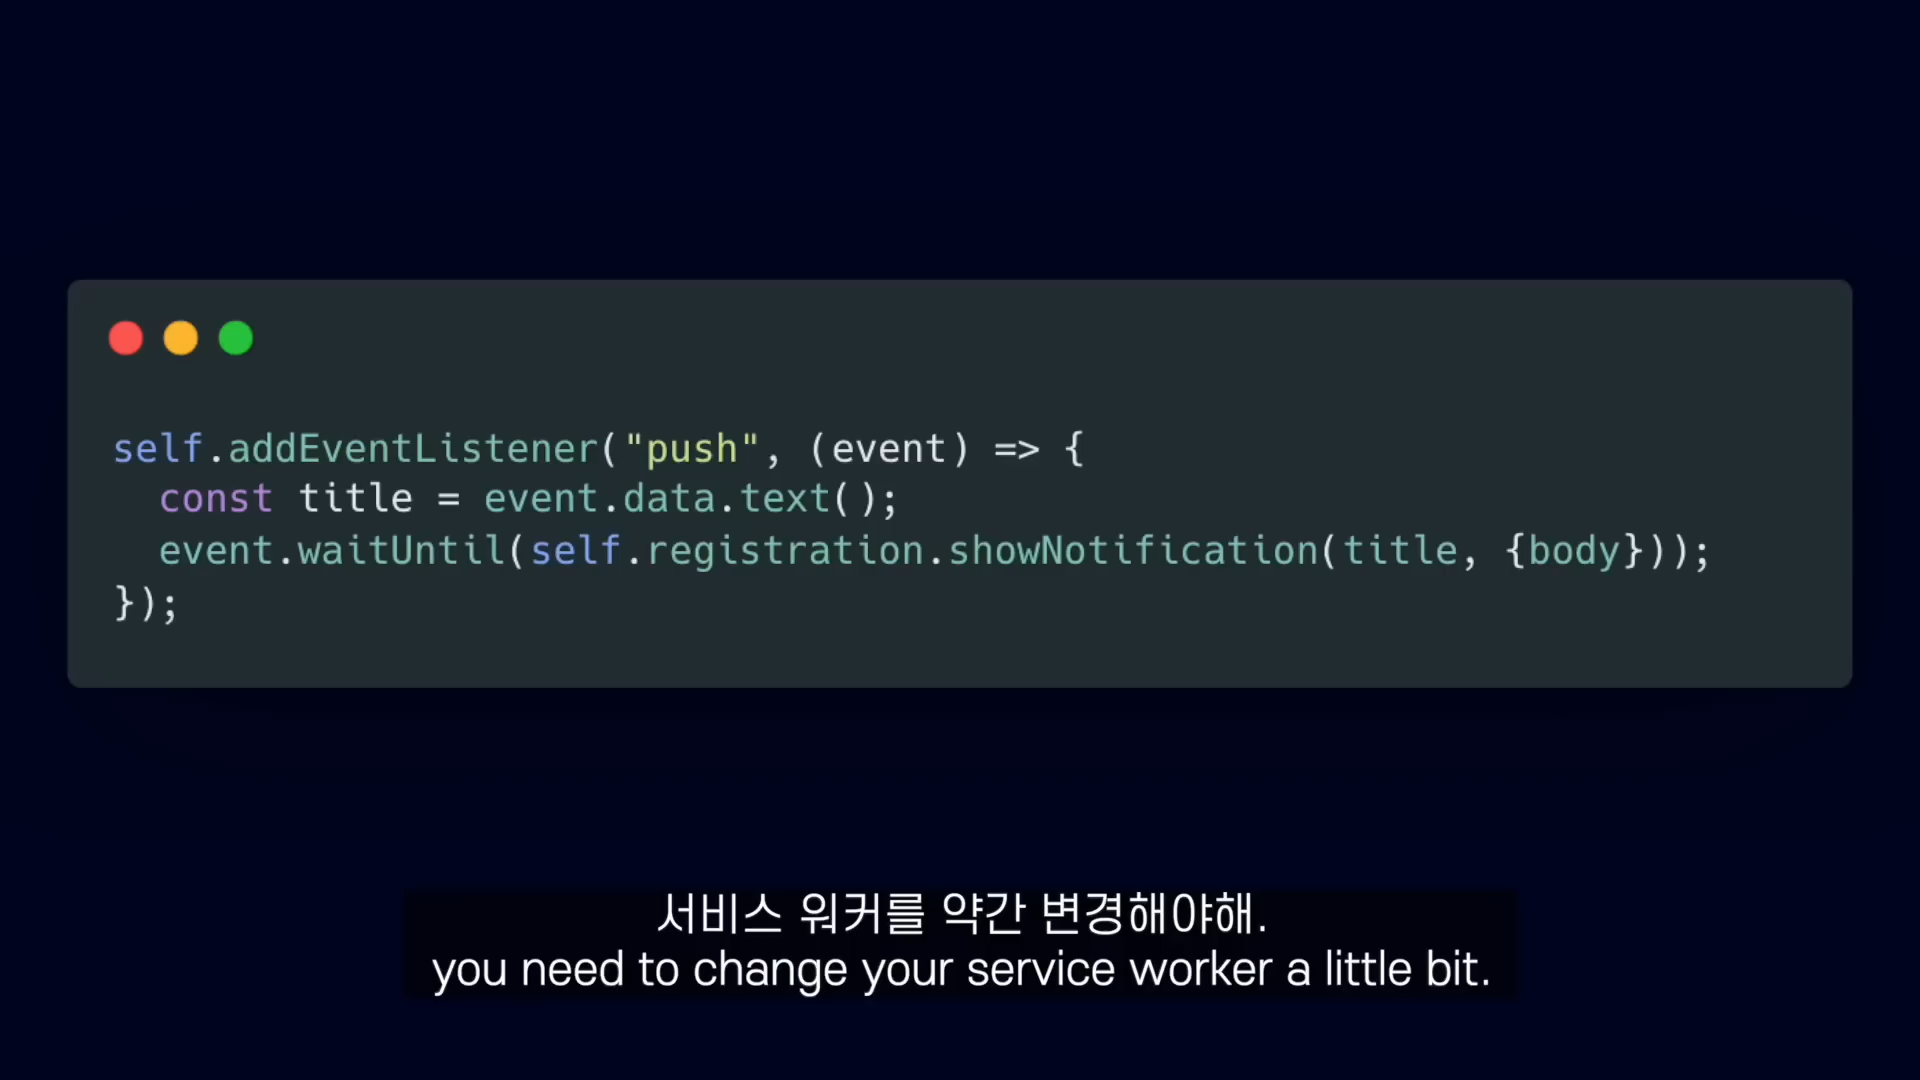 self.addEventListener("push", (event) => {
  const title = event.data.text();
  event.waitUntil(self.registration.showNotification(title, {body}));
});
서비스 워커를 약간 변경해야해.
you need to change your service worker a little bit.